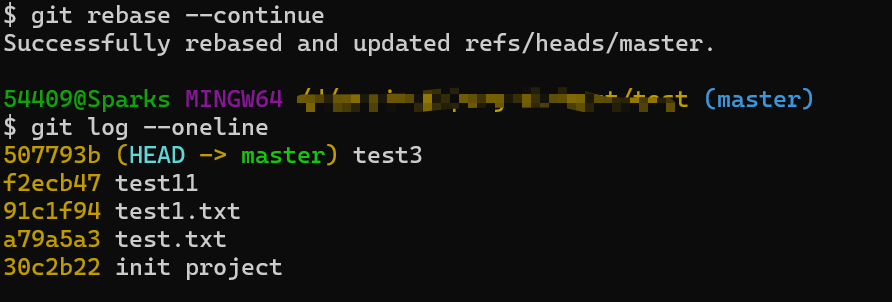 $ git rebase --continue
Successfully rebased and updated refs/heads/master.
54409@Sparks MINGW64 /test (master)
$ git log --oneline
507793b (HEAD -> master) test3
f2ecb47 test11
91c1f94 test1.txt
a79a5a3 test.txt
30c2b22 init project